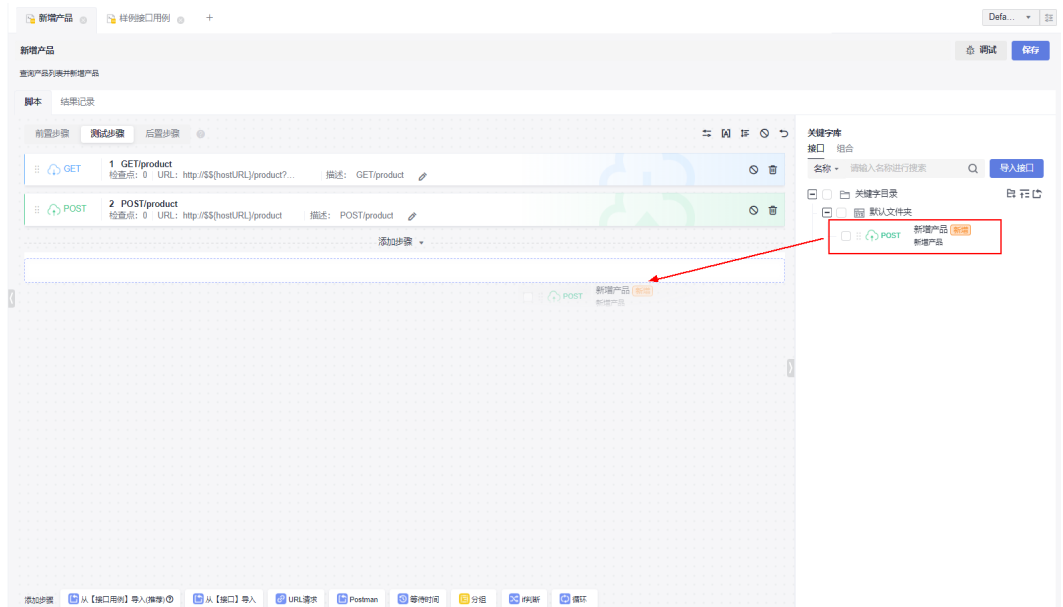 新增产品
样例接口用例
+
Defa...
新增产品
调试
保存
查询产品列表并新增产品
脚本
结果记录
前置步骤
测试步骤
后置步骤
GET
1 GET/product
检查点: 0 URL: http://$${hostURL}/product?...
描述: GET/product
POST
2 POST/product
检查点: 0 URL: http://$${hostURL}/product
描述: POST/product
添加步骤
POST
新增产品 新增
新增产品
关键字库
接口
组合
名称
请输入名称进行搜索
导入接口
关键字目录
默认文件夹
POST
新增产品 新增
新增产品
添加步骤
从【接口用例】导入(推荐)
从【接口】导入
URL请求
Postman
等待时间
分组
if判断
循环